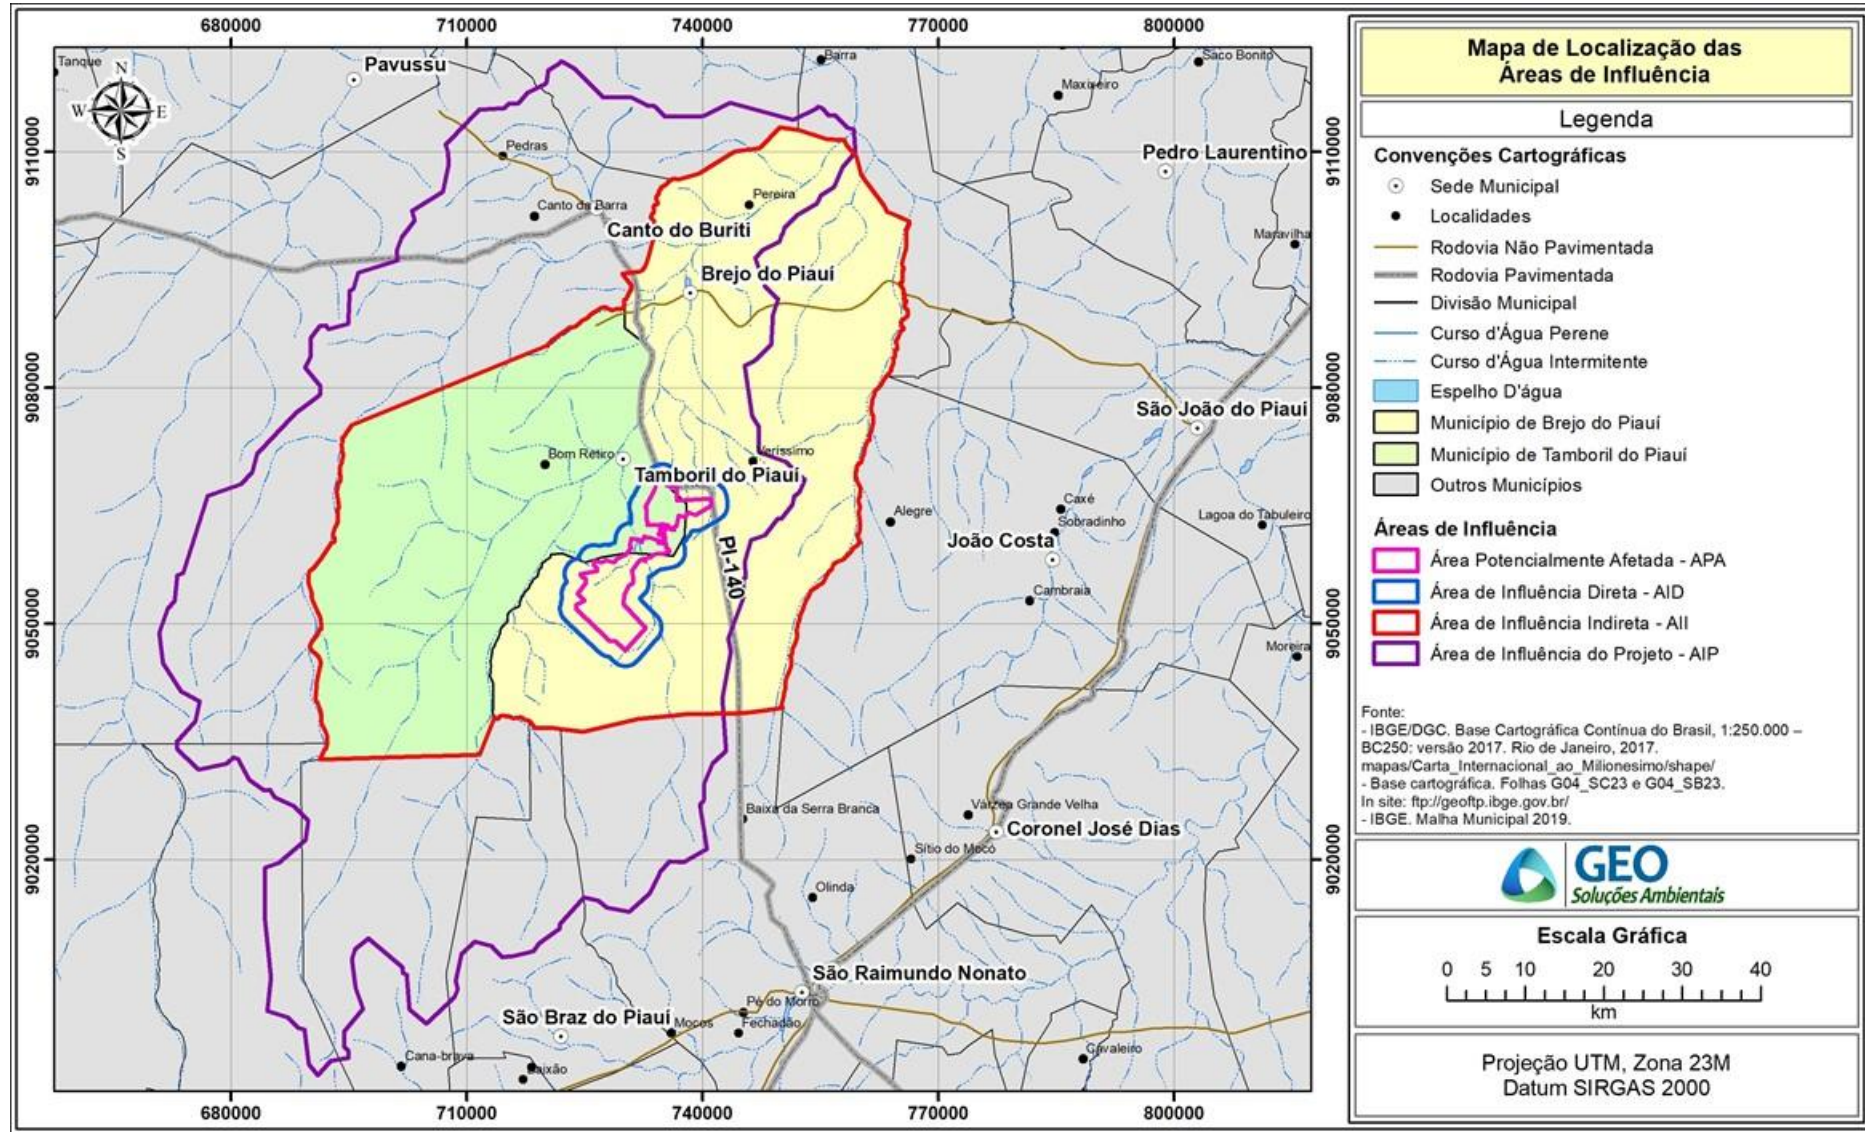 680000
710000
740000
770000
800000
Tanque
N
W
E
S
Pavussu
Barra
Saco Bonito
Maxixeiro
9110000
9110000
Pedras
Pedro Laurentino
Pereira
Canto da Barra
Canto do Buriti
Maravilha
Brejo do Piauí
9080000
9080000
São João do Piauí
Bom Retiro
Veríssimo
Tamboril do Piauí
Caxé
Alegre
Sobradinho
Lagoa do Tabuleiro
João Costa
PI-140
Cambraia
9050000
9050000
Moreira
Baixa da Serra Branca
Várzea Grande Velha
Coronel José Dias
Sítio do Mocó
9020000
9020000
Olinda
São Raimundo Nonato
Pé do Morro
São Braz do Piauí
Mocos
Fechadão
Cavaleiro
Cana-brava
Baixão
680000
710000
740000
770000
800000
Mapa de Localização das
Áreas de Influência
Legenda
Convenções Cartográficas
Sede Municipal
Localidades
Rodovia Não Pavimentada
Rodovia Pavimentada
Divisão Municipal
Curso d'Água Perene
Curso d'Água Intermitente
Espelho D'água
Município de Brejo do Piauí
Município de Tamboril do Piauí
Outros Municípios
Áreas de Influência
Área Potencialmente Afetada - APA
Área de Influência Direta - AID
Área de Influência Indireta - AII
Área de Influência do Projeto - AIP
Fonte:
- IBGE/DGC. Base Cartográfica Contínua do Brasil, 1:250.000 –
BC250: versão 2017. Rio de Janeiro, 2017.
mapas/Carta_Internacional_ao_Milionesimo/shape/
- Base cartográfica. Folhas G04_SC23 e G04_SB23.
In site: ftp://geoftp.ibge.gov.br/
- IBGE. Malha Municipal 2019.
GEO
Soluções Ambientais
Escala Gráfica
0 5 10 20 30 40
km
Projeção UTM, Zona 23M
Datum SIRGAS 2000